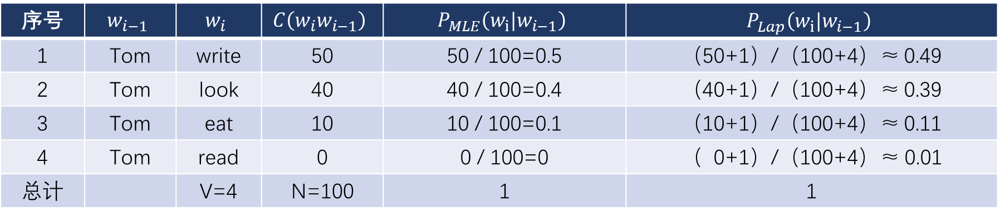 序号 w_{i-1} w_i C(w_i w_{i-1}) P_{MLE}(w_i|w_{i-1}) P_{Lap}(w_i|w_{i-1})
1 Tom write 50 50 / 100=0.5 （50+1）/（100+4）≈ 0.49
2 Tom look 40 40 / 100=0.4 （40+1）/（100+4）≈ 0.39
3 Tom eat 10 10 / 100=0.1 （10+1）/（100+4）≈ 0.11
4 Tom read 0 0 / 100=0 （ 0+1）/（100+4）≈ 0.01
总计 V=4 N=100 1 1